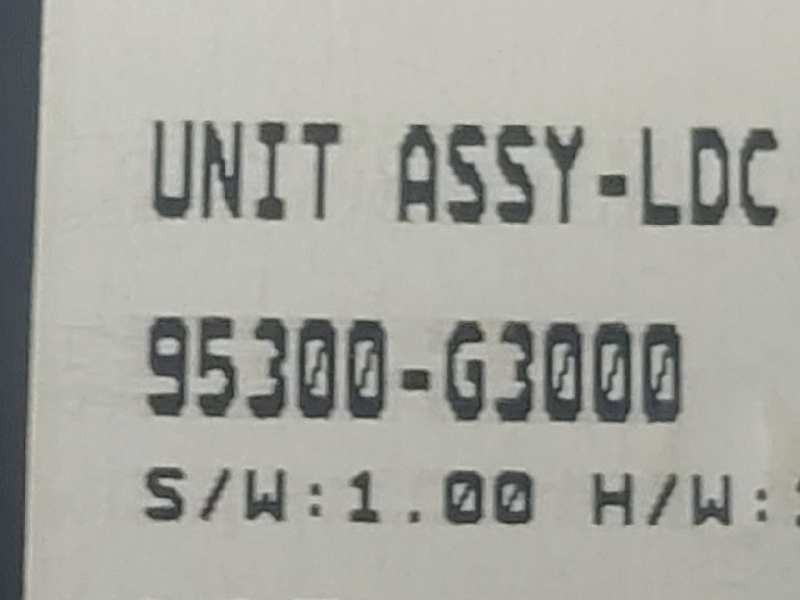 UNIT ASSY-LDC
95300-G3000
S/W:1.00 H/W: